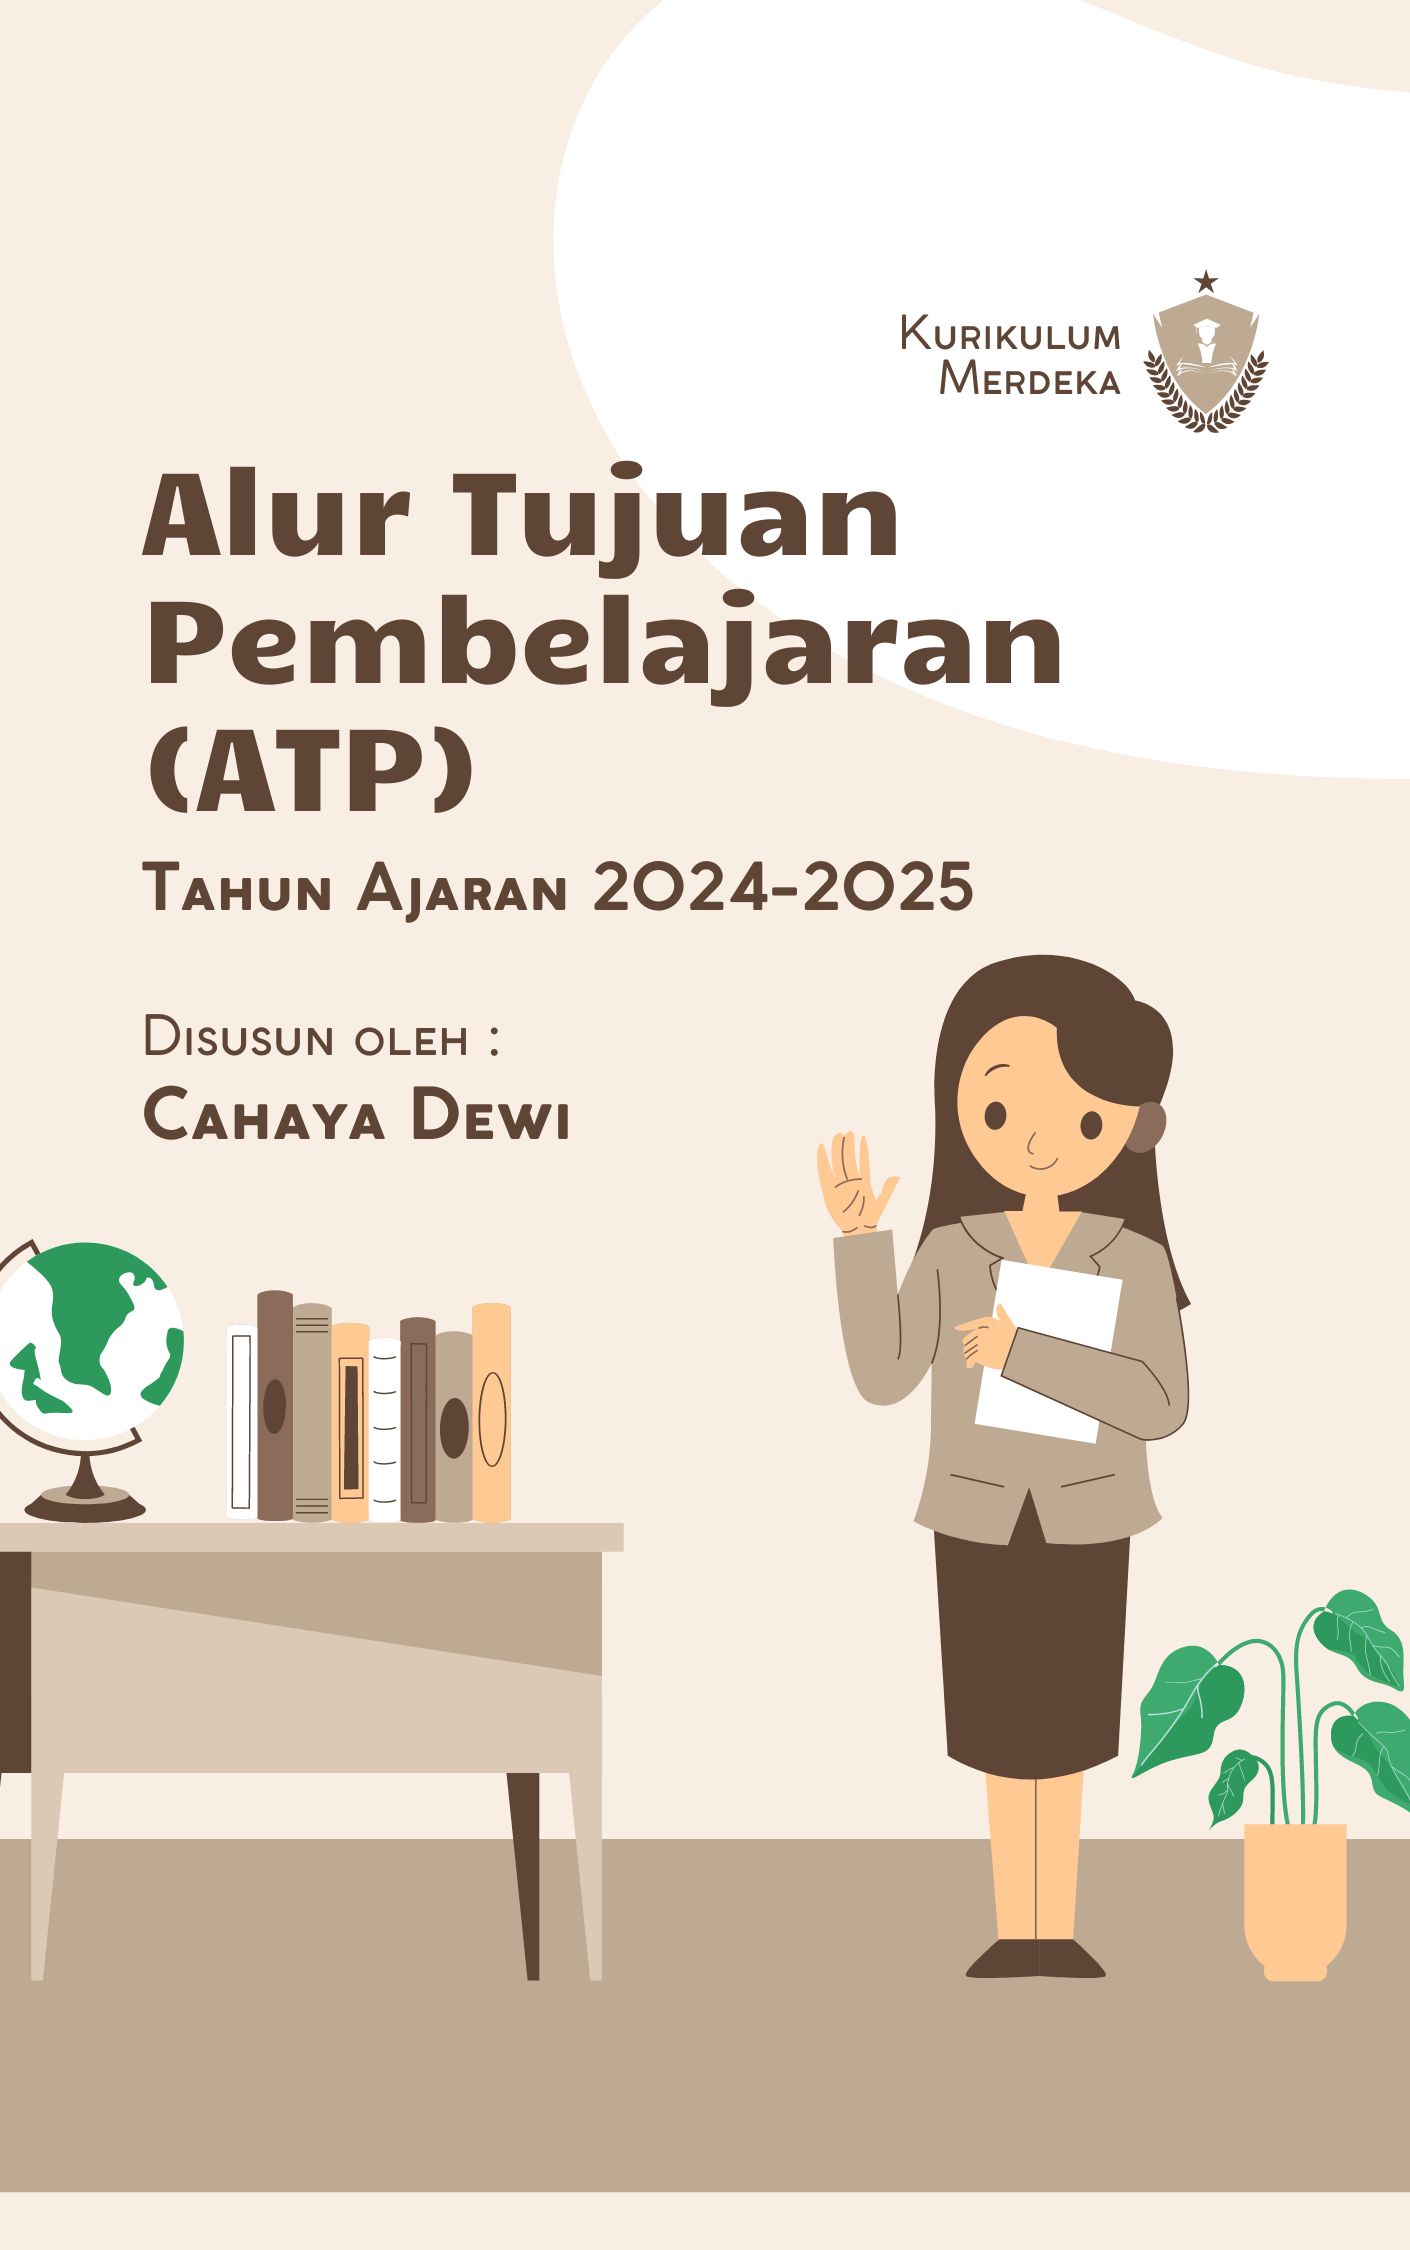 Kurikulum
Merdeka
Alur Tujuan
Pembelajaran
(ATP)
Tahun Ajaran 2024-2025
Disusun oleh :
Cahaya Dewi